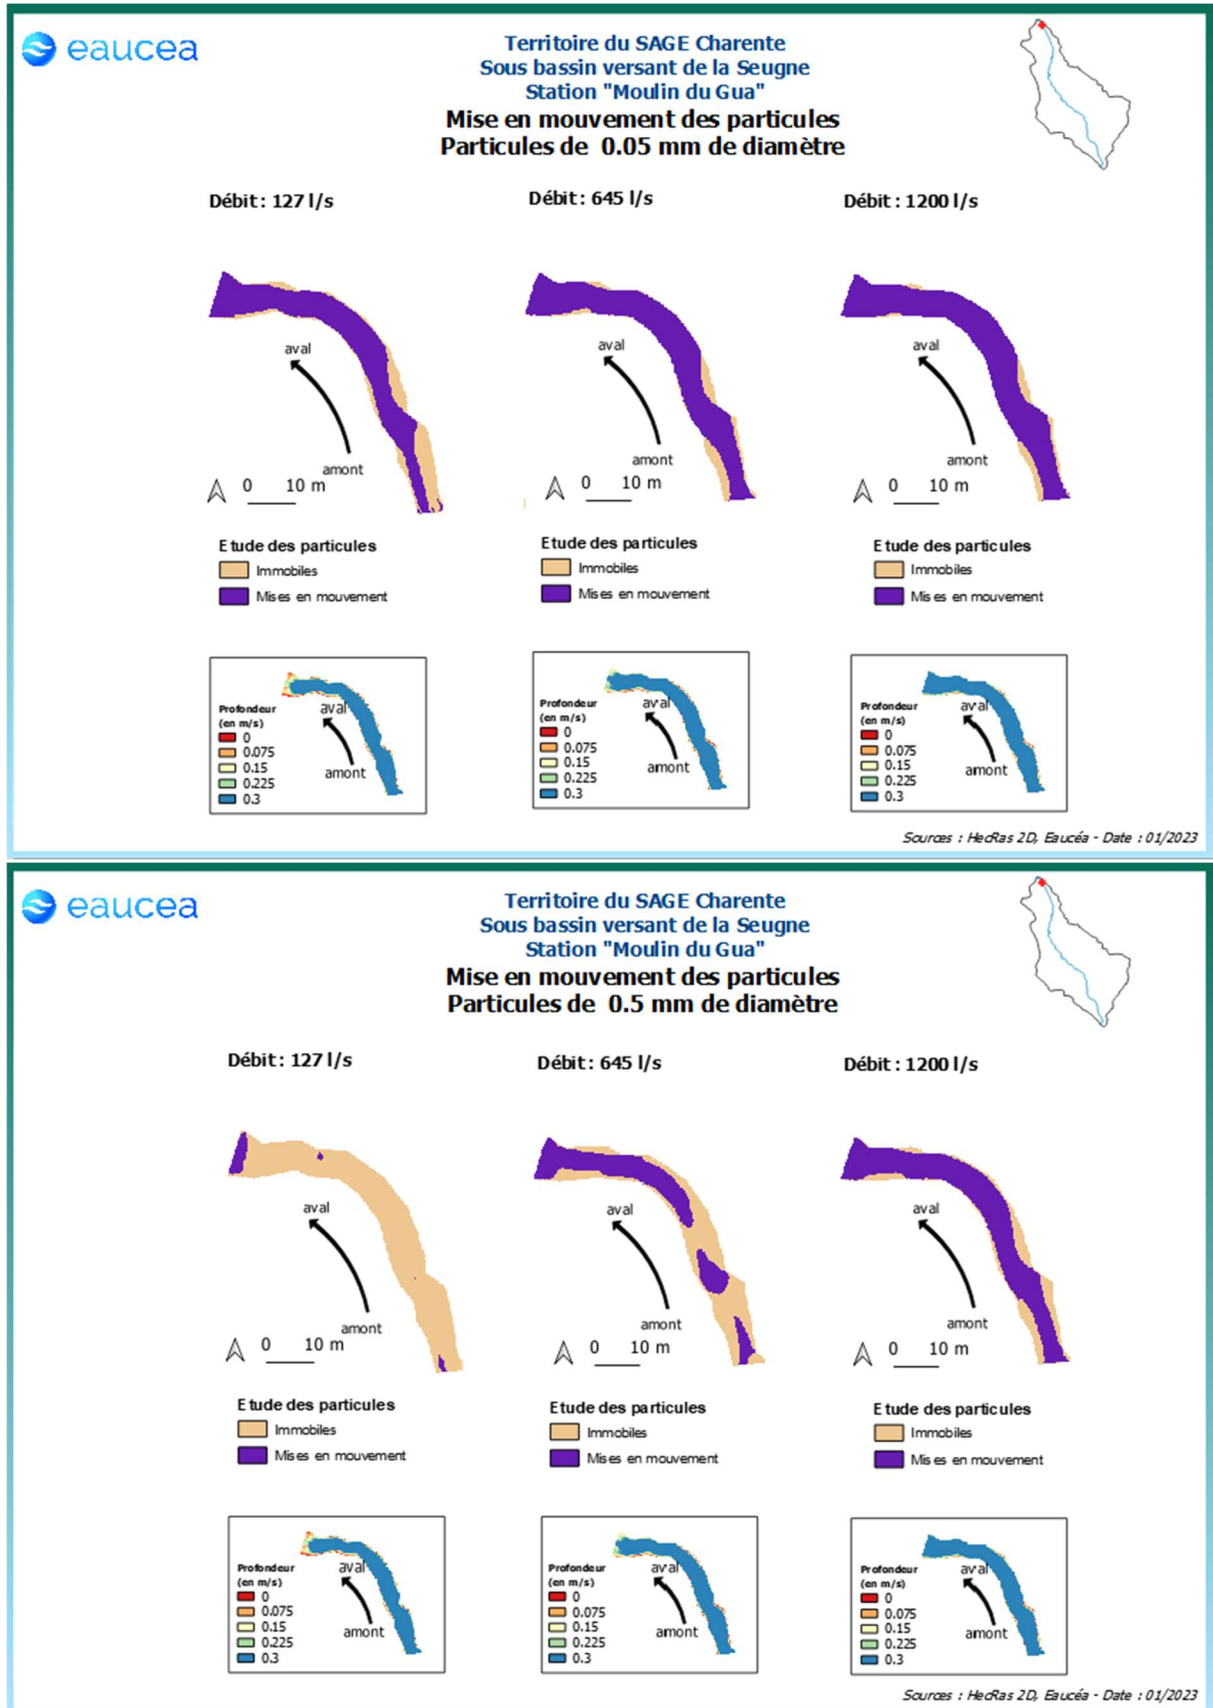 eaucea
Territoire du SAGE Charente
Sous bassin versant de la Seugne
Station "Moulin du Gua"
Mise en mouvement des particules
Particules de 0.05 mm de diamètre
Débit : 127 l/s
Débit : 645 l/s
Débit : 1200 l/s
aval
amont
0 10 m
aval
amont
0 10 m
aval
amont
0 10 m
Etude des particules
Immobiles
Mises en mouvement
Etude des particules
Immobiles
Mises en mouvement
Etude des particules
Immobiles
Mises en mouvement
Profondeur
(en m/s)
0
0.075
0.15
0.225
0.3
aval
amont
Profondeur
(en m/s)
0
0.075
0.15
0.225
0.3
aval
amont
Profondeur
(en m/s)
0
0.075
0.15
0.225
0.3
aval
amont
Sources : HecRas 2D, Eaucéa - Date : 01/2023
eaucea
Territoire du SAGE Charente
Sous bassin versant de la Seugne
Station "Moulin du Gua"
Mise en mouvement des particules
Particules de 0.5 mm de diamètre
Débit : 127 l/s
Débit : 645 l/s
Débit : 1200 l/s
aval
amont
0 10 m
aval
amont
0 10 m
aval
amont
0 10 m
Etude des particules
Immobiles
Mises en mouvement
Etude des particules
Immobiles
Mises en mouvement
Etude des particules
Immobiles
Mises en mouvement
Profondeur
(en m/s)
0
0.075
0.15
0.225
0.3
aval
amont
Profondeur
(en m/s)
0
0.075
0.15
0.225
0.3
aval
amont
Profondeur
(en m/s)
0
0.075
0.15
0.225
0.3
aval
amont
Sources : HecRas 2D, Eaucéa - Date : 01/2023